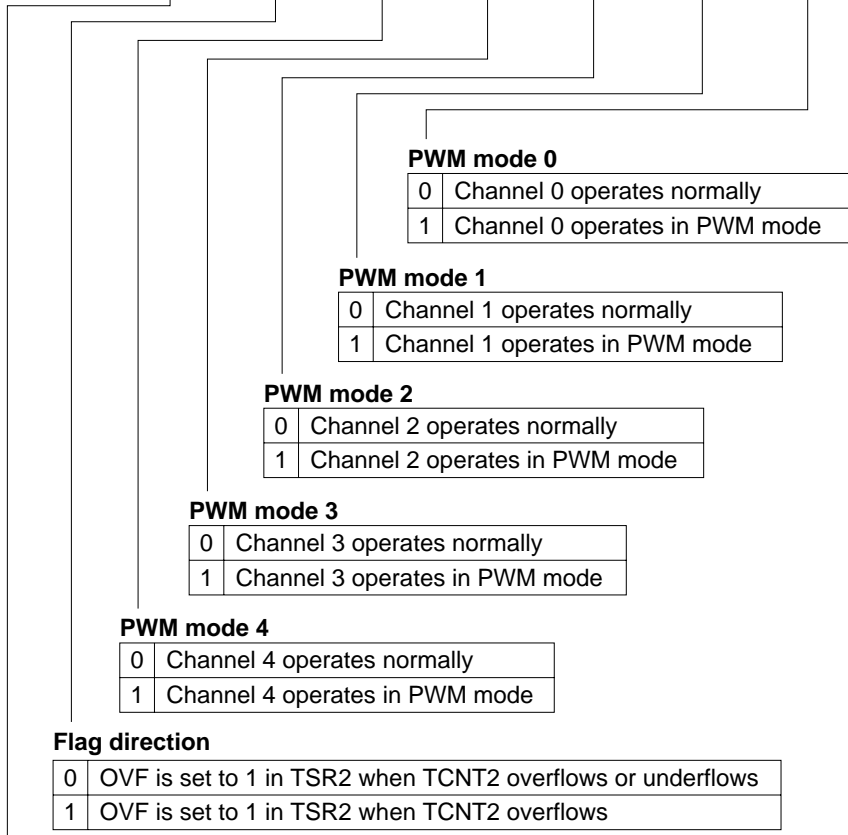 PWM mode 0
0 Channel 0 operates normally
1 Channel 0 operates in PWM mode
PWM mode 1
0 Channel 1 operates normally
1 Channel 1 operates in PWM mode
PWM mode 2
0 Channel 2 operates normally
1 Channel 2 operates in PWM mode
PWM mode 3
0 Channel 3 operates normally
1 Channel 3 operates in PWM mode
PWM mode 4
0 Channel 4 operates normally
1 Channel 4 operates in PWM mode
Flag direction
0 OVF is set to 1 in TSR2 when TCNT2 overflows or underflows
1 OVF is set to 1 in TSR2 when TCNT2 overflows